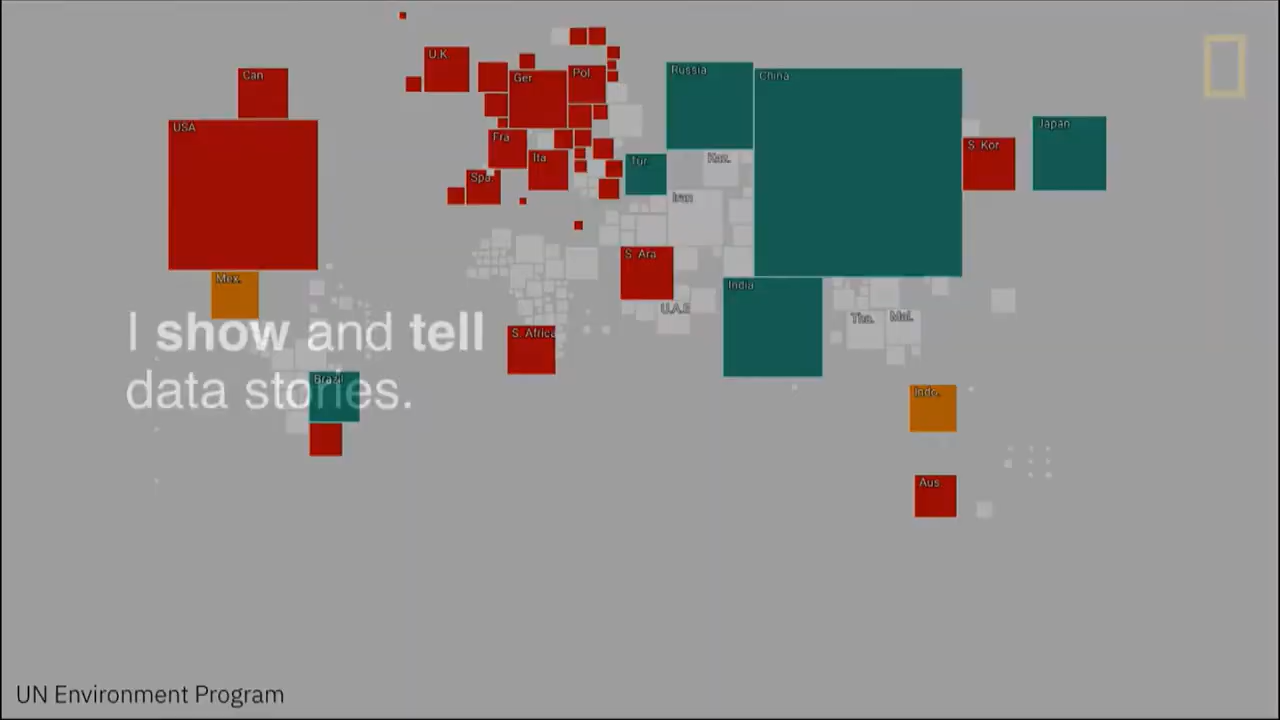 U.K
Can
Ger
Pol
Russia
China
USA
Fra
Ita
Tur.
Kaz.
S. Kor
Japan
Spa.
Iran
S. Ara
Mex.
India
U.A.E
I show and tell
data stories.
S. Africa
Tha.
Mal.
Brazil
Indo.
Aus
UN Environment Program